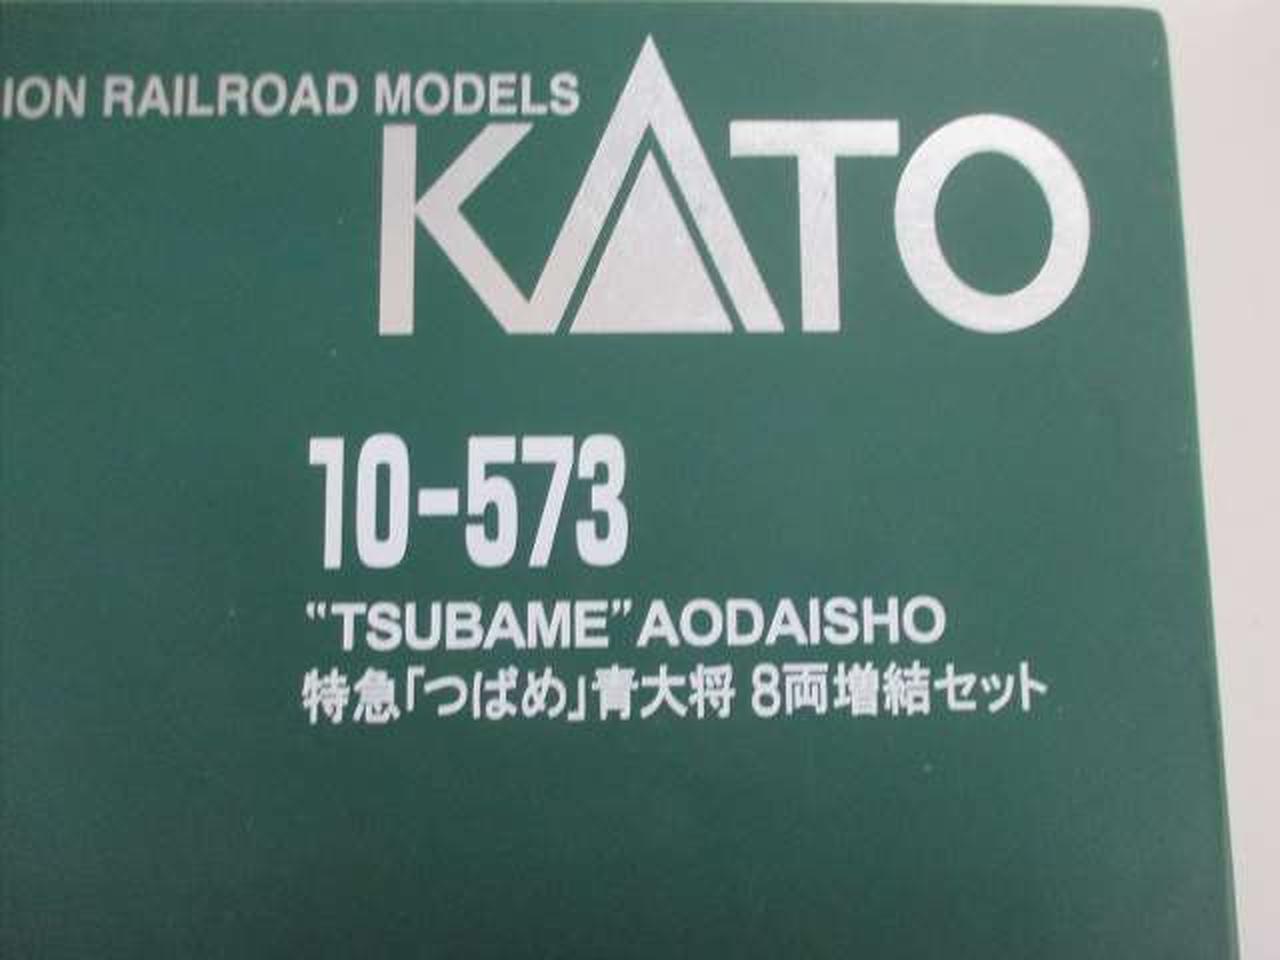 ION RAILROAD MODELS
KATO
10-573
“TSUBAME” AODAISHO
特急「つばめ」青大将 8両増結セット